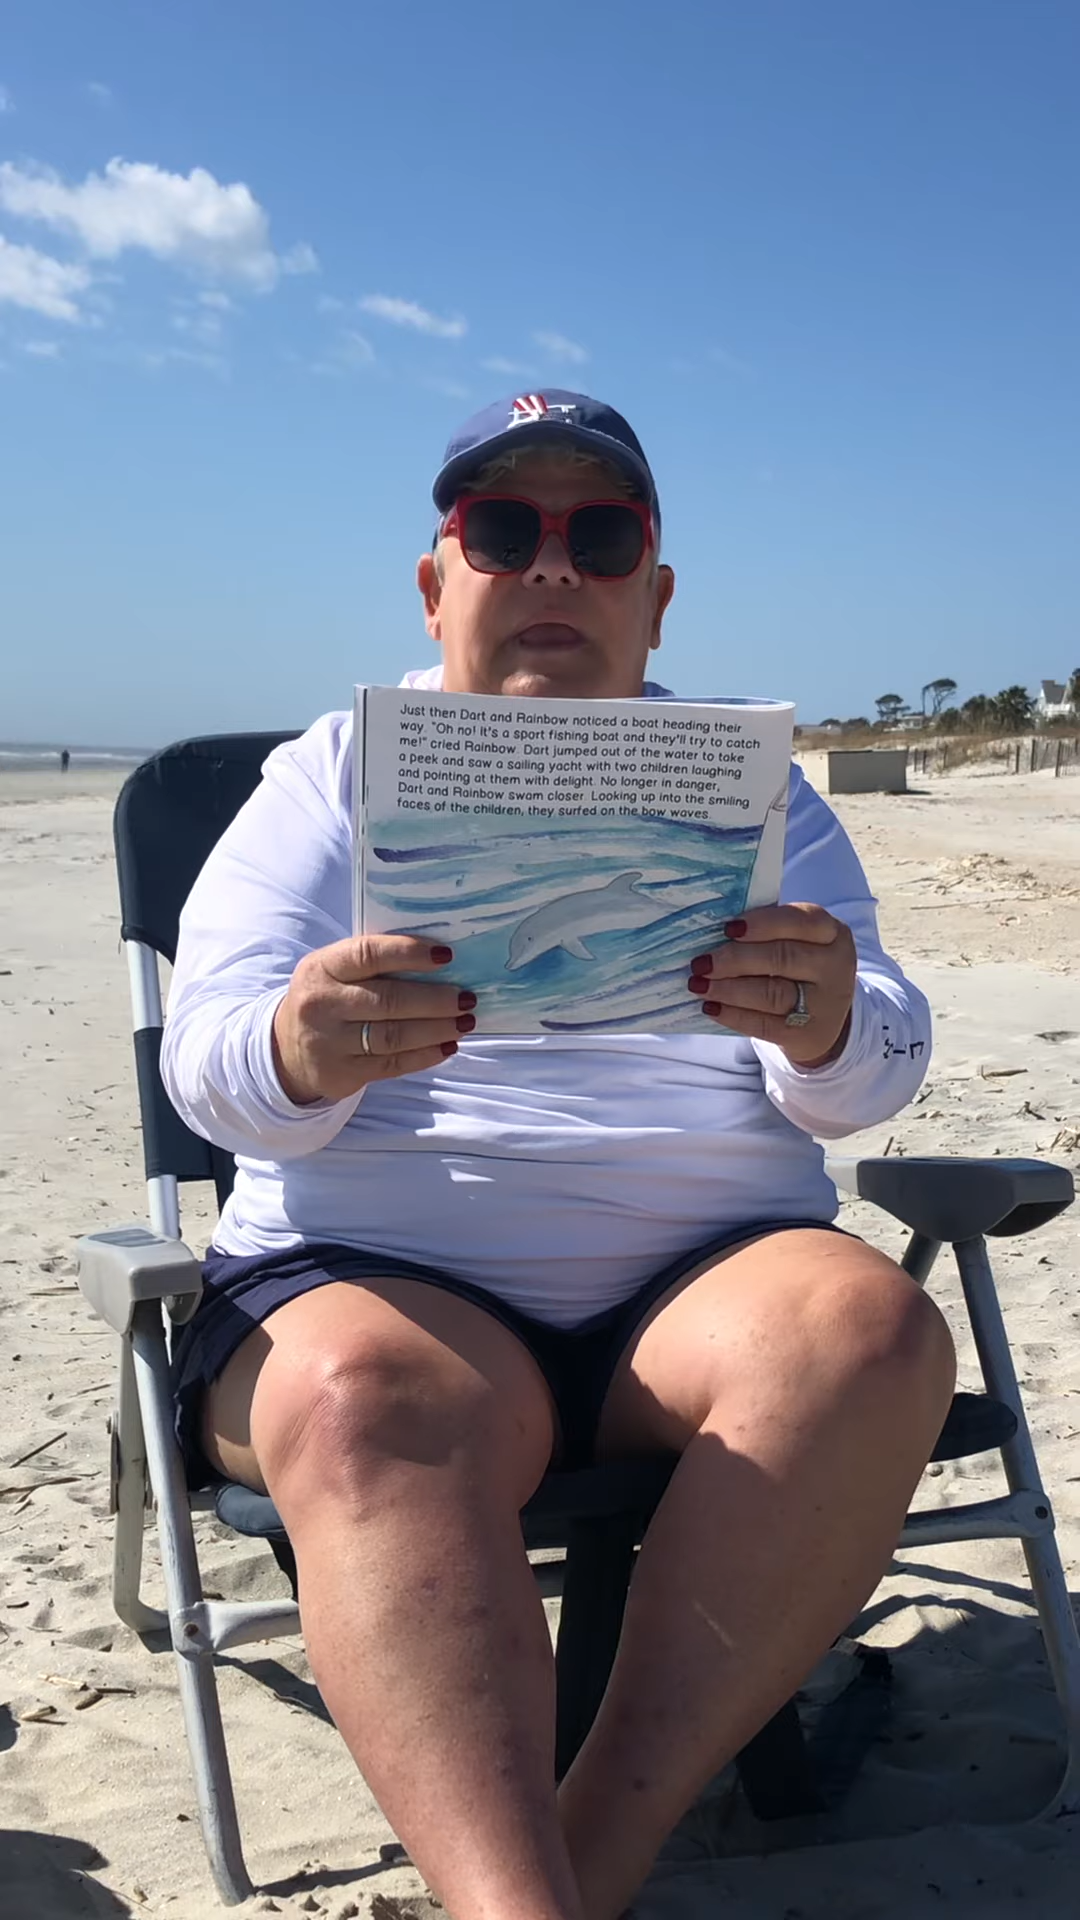 Just then Dart and Rainbow noticed a boat heading their
way. "Oh no! It's a sport fishing boat and they'll try to catch
me!" cried Rainbow. Dart jumped out of the water to take
a peek and saw a sailing yacht with two children laughing
and pointing at them with delight. No longer in danger,
Dart and Rainbow swam closer. Looking up into the smiling
faces of the children, they surfed on the bow waves.